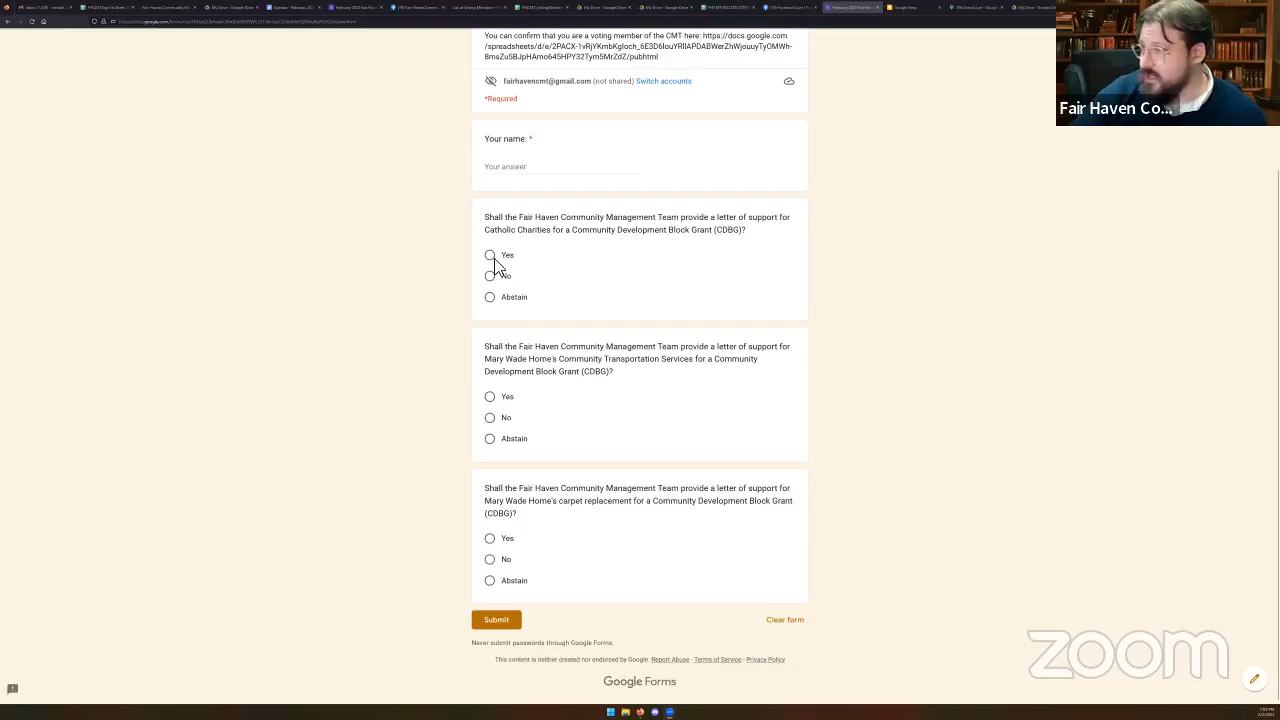 You can confirm that you are a voting member of the CMT here: https://docs.google.com
fairhavencmt@gmail.com (not shared) Switch accounts
*Required
Your name: *
Your answer
Shall the Fair Haven Community Management Team provide a letter of support for
Catholic Charities for a Community Development Block Grant (CDBG)?
Yes
No
Abstain
Shall the Fair Haven Community Management Team provide a letter of support for
Mary Wade Home's Community Transportation Services for a Community
Development Block Grant (CDBG)?
Yes
No
Abstain
Shall the Fair Haven Community Management Team provide a letter of support for
Mary Wade Home's carpet replacement for a Community Development Block Grant
(CDBG)?
Yes
No
Abstain
Submit
Clear form
Never submit passwords through Google Forms.
This content is neither created nor endorsed by Google. Report Abuse - Terms of Service - Privacy Policy
Google Forms
Fair Haven Co...
zoom